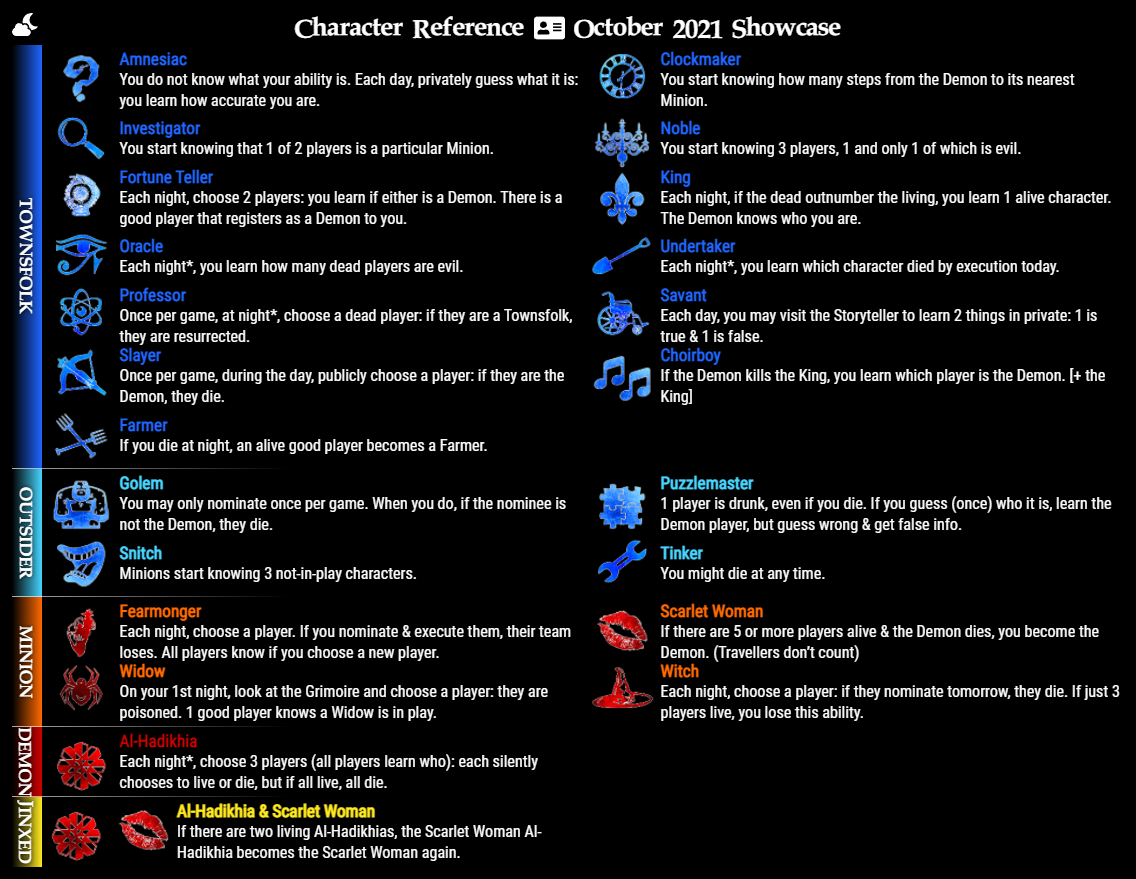 Character Reference October 2021 Showcase
TOWNSFOLK
Amnesiac
You do not know what your ability is. Each day, privately guess what it is:
you learn how accurate you are.
Clockmaker
You start knowing how many steps from the Demon to its nearest
Minion.
Investigator
You start knowing that 1 of 2 players is a particular Minion.
Noble
You start knowing 3 players, 1 and only 1 of which is evil.
Fortune Teller
Each night, choose 2 players: you learn if either is a Demon. There is a
good player that registers as a Demon to you.
King
Each night, if the dead outnumber the living, you learn 1 alive character.
The Demon knows who you are.
Oracle
Each night*, you learn how many dead players are evil.
Undertaker
Each night*, you learn which character died by execution today.
Professor
Once per game, at night*, choose a dead player: if they are a Townsfolk,
they are resurrected.
Savant
Each day, you may visit the Storyteller to learn 2 things in private: 1 is
true & 1 is false.
Slayer
Once per game, during the day, publicly choose a player: if they are the
Demon, they die.
Choirboy
If the Demon kills the King, you learn which player is the Demon. [+ the
King]
Farmer
If you die at night, an alive good player becomes a Farmer.
OUTSIDER
Golem
You may only nominate once per game. When you do, if the nominee is
not the Demon, they die.
Puzzlemaster
1 player is drunk, even if you die. If you guess (once) who it is, learn the
Demon player, but guess wrong & get false info.
Snitch
Minions start knowing 3 not-in-play characters.
Tinker
You might die at any time.
MINION
Fearmonger
Each night, choose a player. If you nominate & execute them, their team
loses. All players know if you choose a new player.
Scarlet Woman
If there are 5 or more players alive & the Demon dies, you become the
Demon. (Travellers don't count)
Widow
On your 1st night, look at the Grimoire and choose a player: they are
poisoned. 1 good player knows a Widow is in play.
Witch
Each night, choose a player: if they nominate tomorrow, they die. If just 3
players live, you lose this ability.
DEMON
Al-Hadikhia
Each night*, choose 3 players (all players learn who): each silently
chooses to live or die, but if all live, all die.
JINXED
Al-Hadikhia & Scarlet Woman
If there are two living Al-Hadikhias, the Scarlet Woman Al-
Hadikhia becomes the Scarlet Woman again.